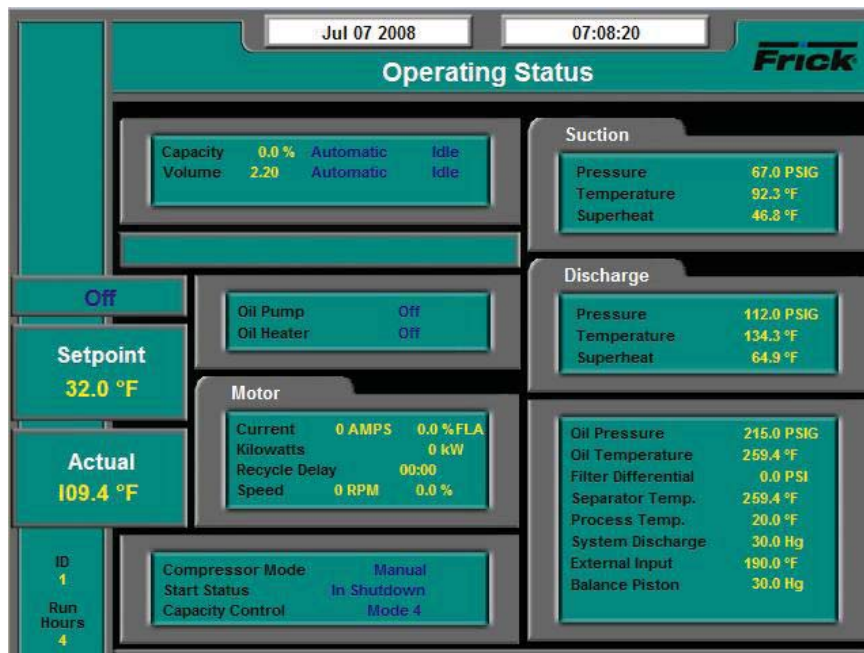 Jul 07 2008 07:08:20
Operating Status
Frick
Capacity 0.0 % Automatic Idle
Volume 2.20 Automatic Idle
Suction
Pressure 67.0 PSIG
Temperature 92.3 °F
Superheat 46.8 °F
Off
Setpoint
32.0 °F
Actual
I09.4 °F
ID
1
Run
Hours
4
Oil Pump Off
Oil Heater Off
Discharge
Pressure 112.0 PSIG
Temperature 134.3 °F
Superheat 64.9 °F
Motor
Current 0 AMPS 0.0 %FLA
Kilowatts 0 kW
Recycle Delay 00:00
Speed 0 RPM 0.0 %
Oil Pressure 215.0 PSIG
Oil Temperature 259.4 °F
Filter Differential 0.0 PSI
Separator Temp. 259.4 °F
Process Temp. 20.0 °F
System Discharge 30.0 Hg
External Input 190.0 °F
Balance Piston 30.0 Hg
Compressor Mode Manual
Start Status In Shutdown
Capacity Control Mode 4